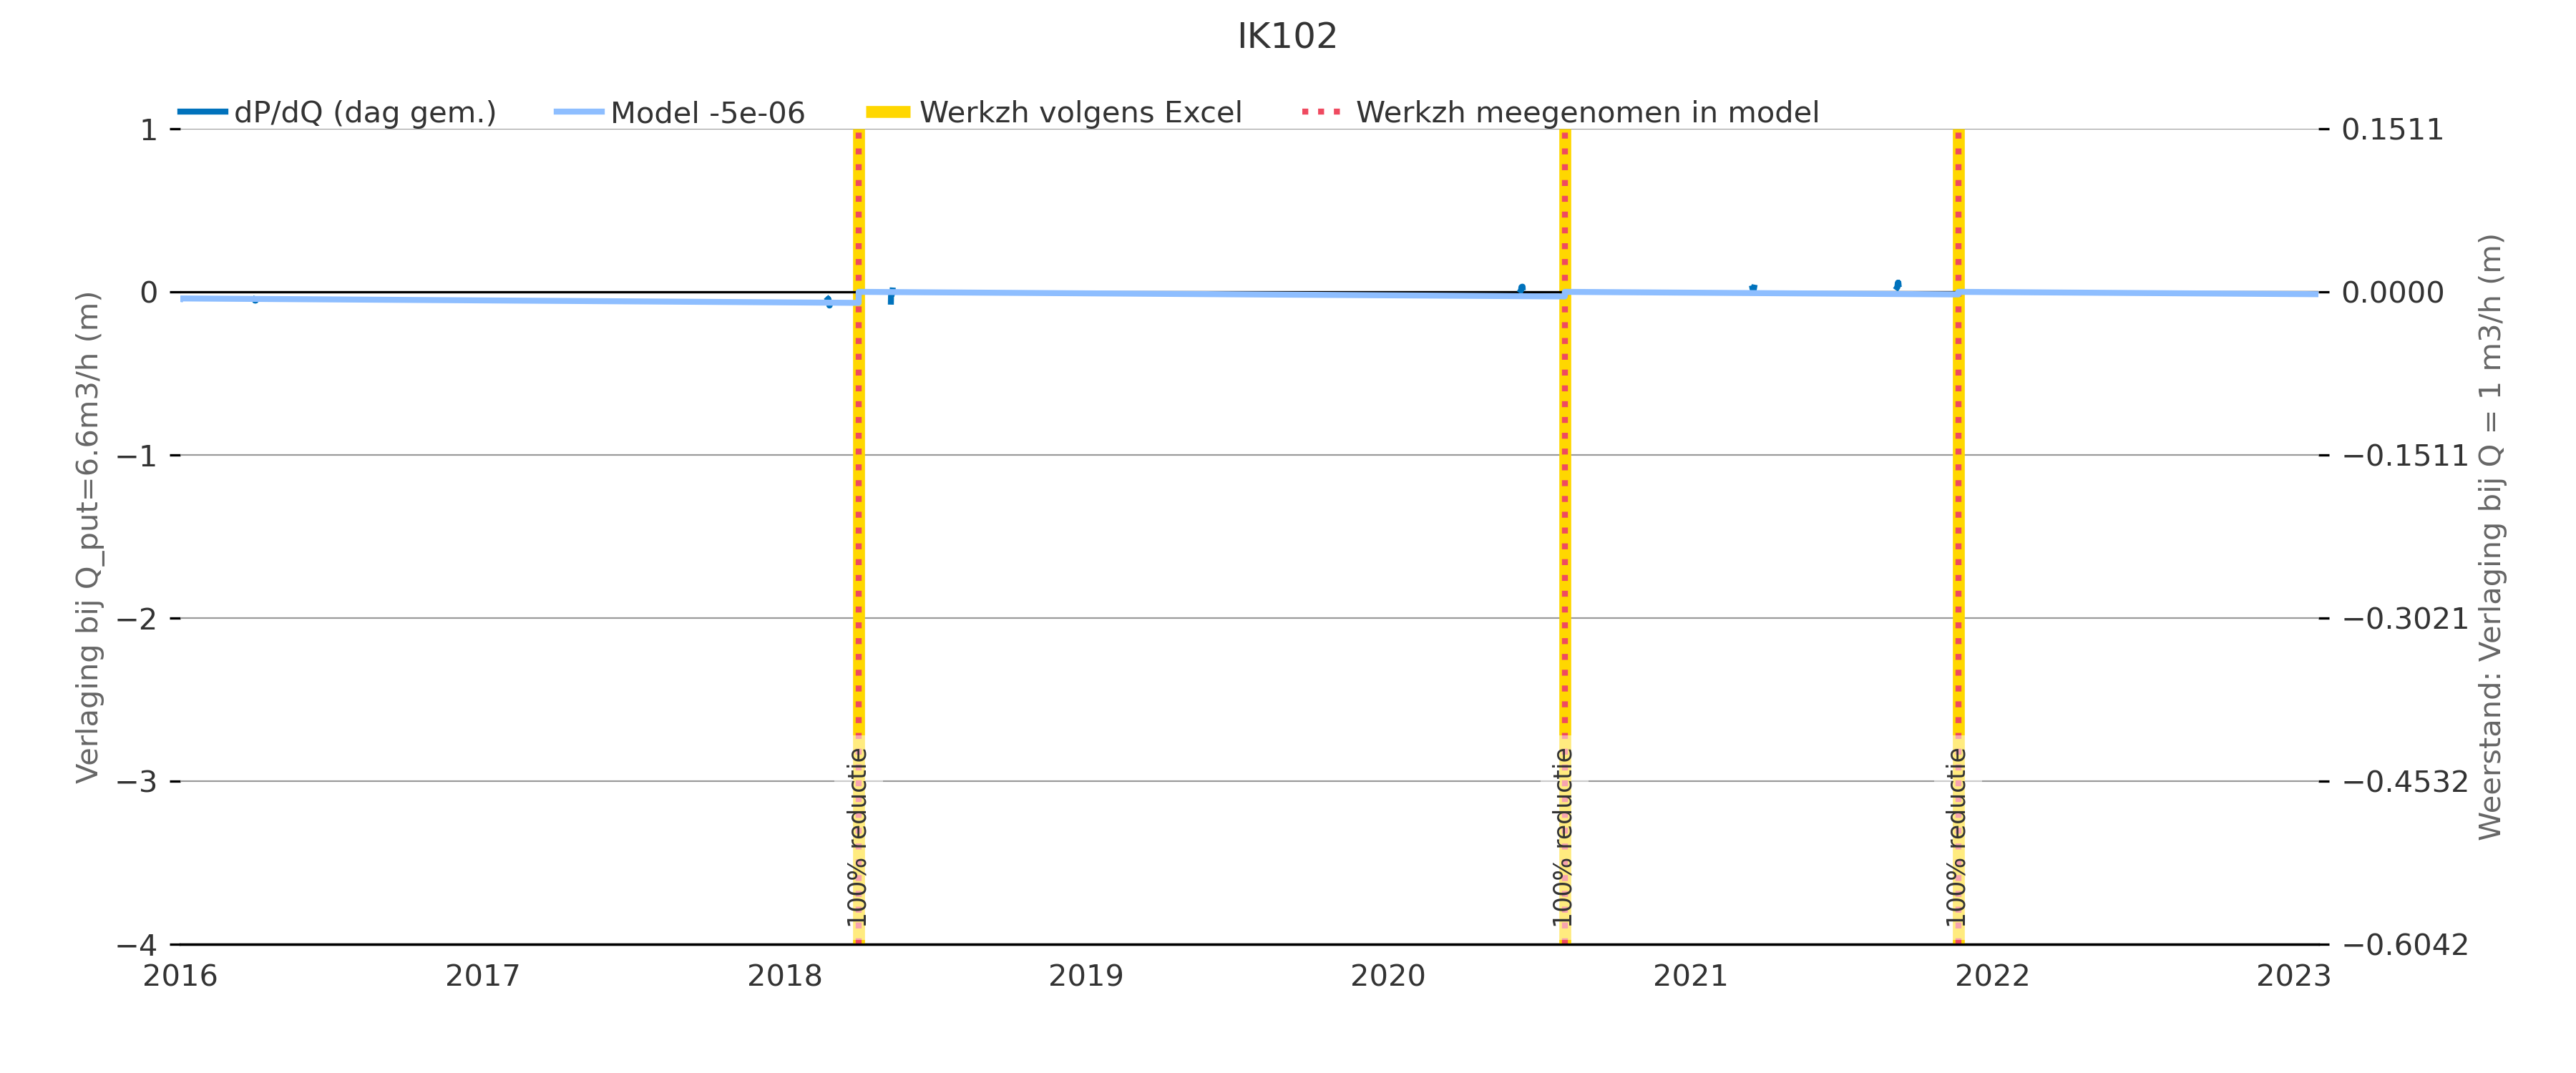 IK102
dP/dQ (dag gem.)
Model -5e-06
Werkzh volgens Excel
Werkzh meegenomen in model
Verlaging bij Q_put=6.6m3/h (m)
1
0
−1
−2
−3
−4
100% reductie
100% reductie
100% reductie
0.1511
0.0000
−0.1511
−0.3021
−0.4532
−0.6042
Weerstand: Verlaging bij Q = 1 m3/h (m)
2016
2017
2018
2019
2020
2021
2022
2023